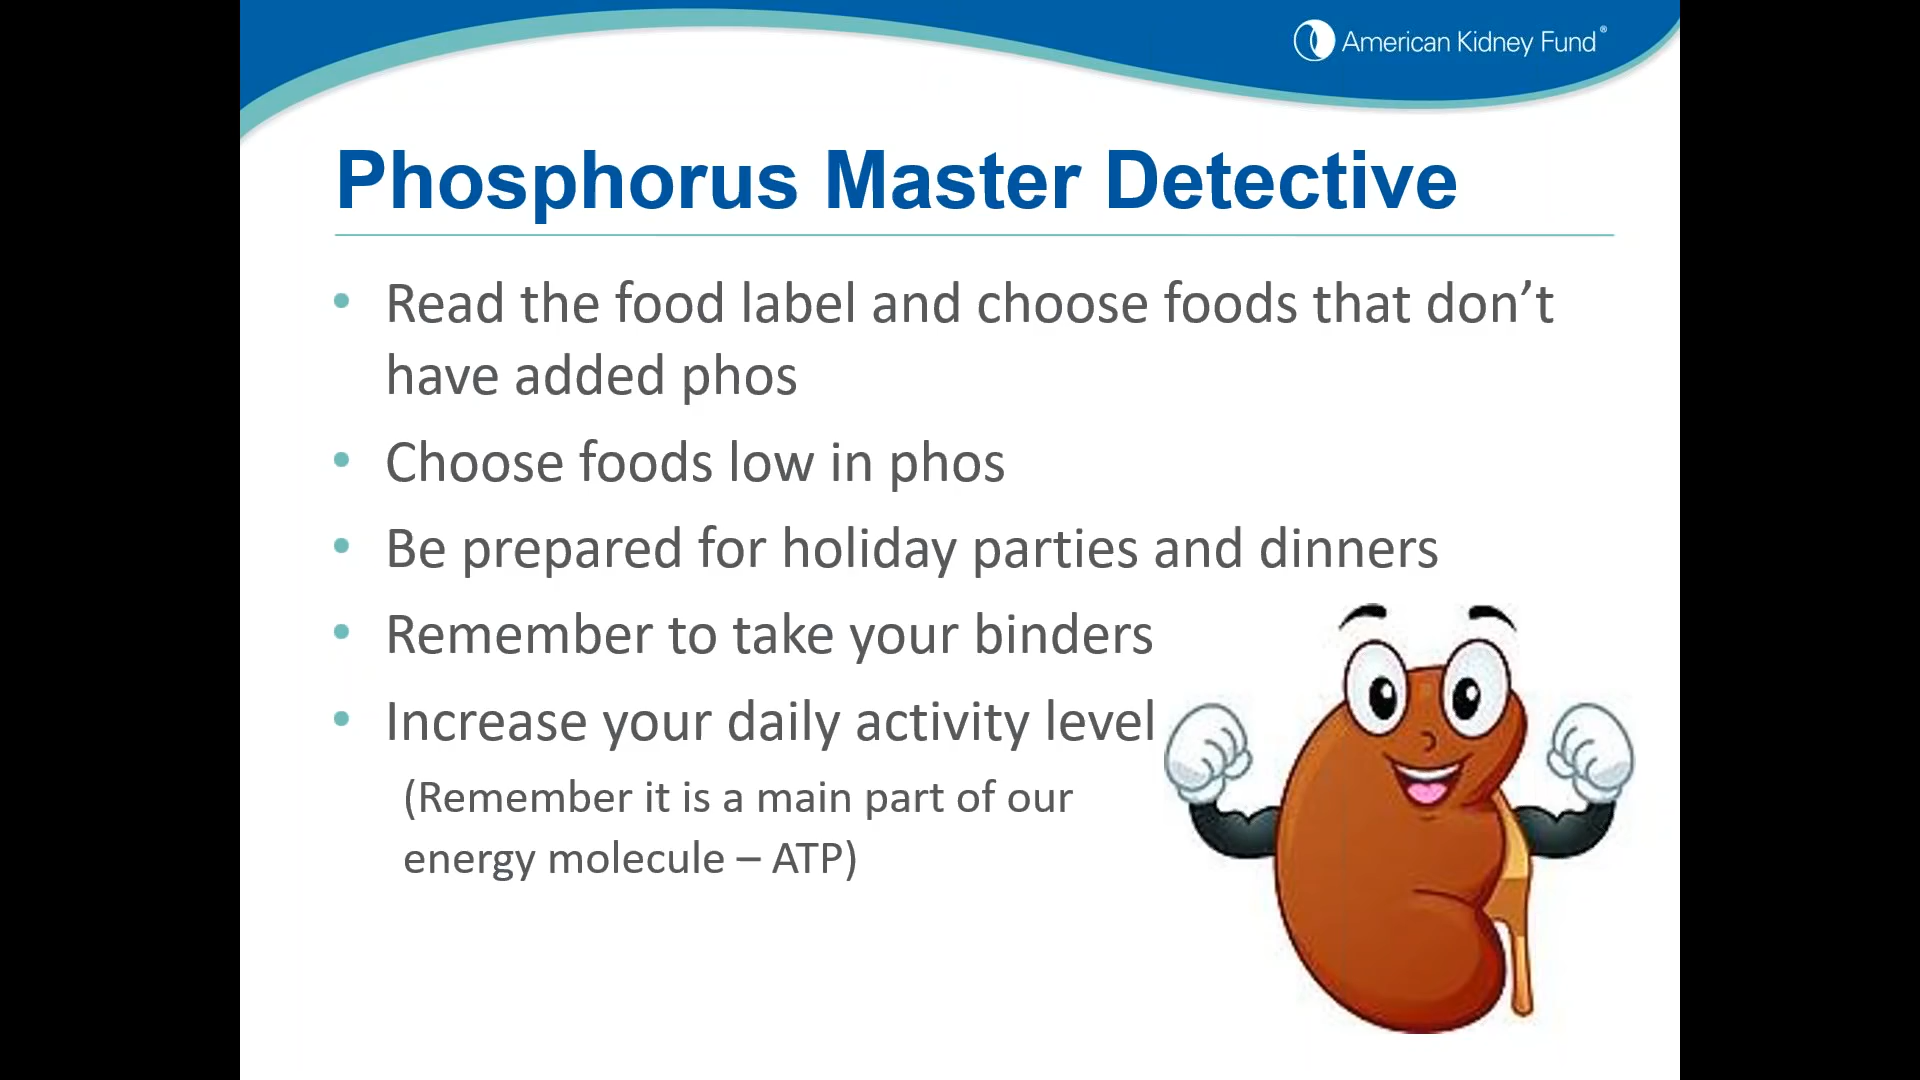 American Kidney Fund®
Phosphorus Master Detective
• Read the food label and choose foods that don’t
have added phos
• Choose foods low in phos
• Be prepared for holiday parties and dinners
• Remember to take your binders
• Increase your daily activity level
(Remember it is a main part of our
energy molecule – ATP)